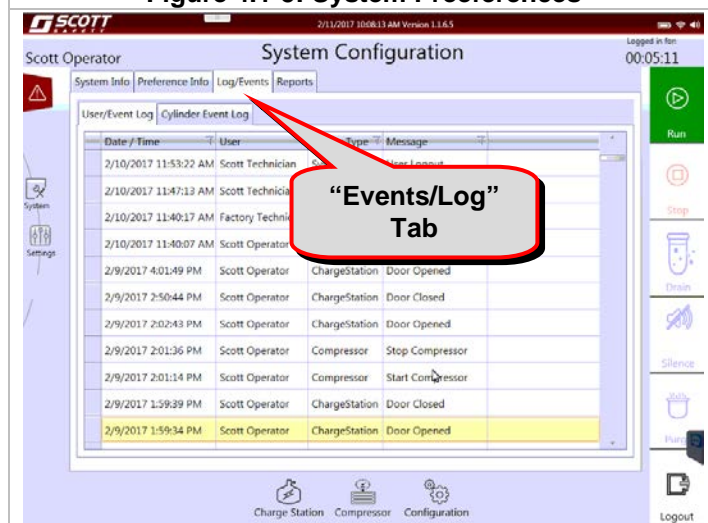 SCOTT
SAFETY
2/11/2017 10:08:13 AM Version 1.1.6.5
Scott Operator
System Configuration
Logged in for:
00:05:11
System Info Preference Info Log/Events Reports
User/Event Log Cylinder Event Log
Date / Time User Type Message
2/10/2017 11:53:22 AM Scott Technician User Logout
2/10/2017 11:47:13 AM Scott Technicia
2/10/2017 11:40:17 AM Factory Technic
2/10/2017 11:40:07 AM Scott Operator
2/9/2017 4:01:49 PM Scott Operator ChargeStation Door Opened
2/9/2017 2:50:44 PM Scott Operator ChargeStation Door Closed
2/9/2017 2:02:43 PM Scott Operator ChargeStation Door Opened
2/9/2017 2:01:36 PM Scott Operator Compressor Stop Compressor
2/9/2017 2:01:14 PM Scott Operator Compressor Start Compressor
2/9/2017 1:59:39 PM Scott Operator ChargeStation Door Closed
2/9/2017 1:59:34 PM Scott Operator ChargeStation Door Opened
“Events/Log”
Tab
System
Settings
Run
Stop
Drain
Silence
Purg
Logout
Charge Station Compressor Configuration